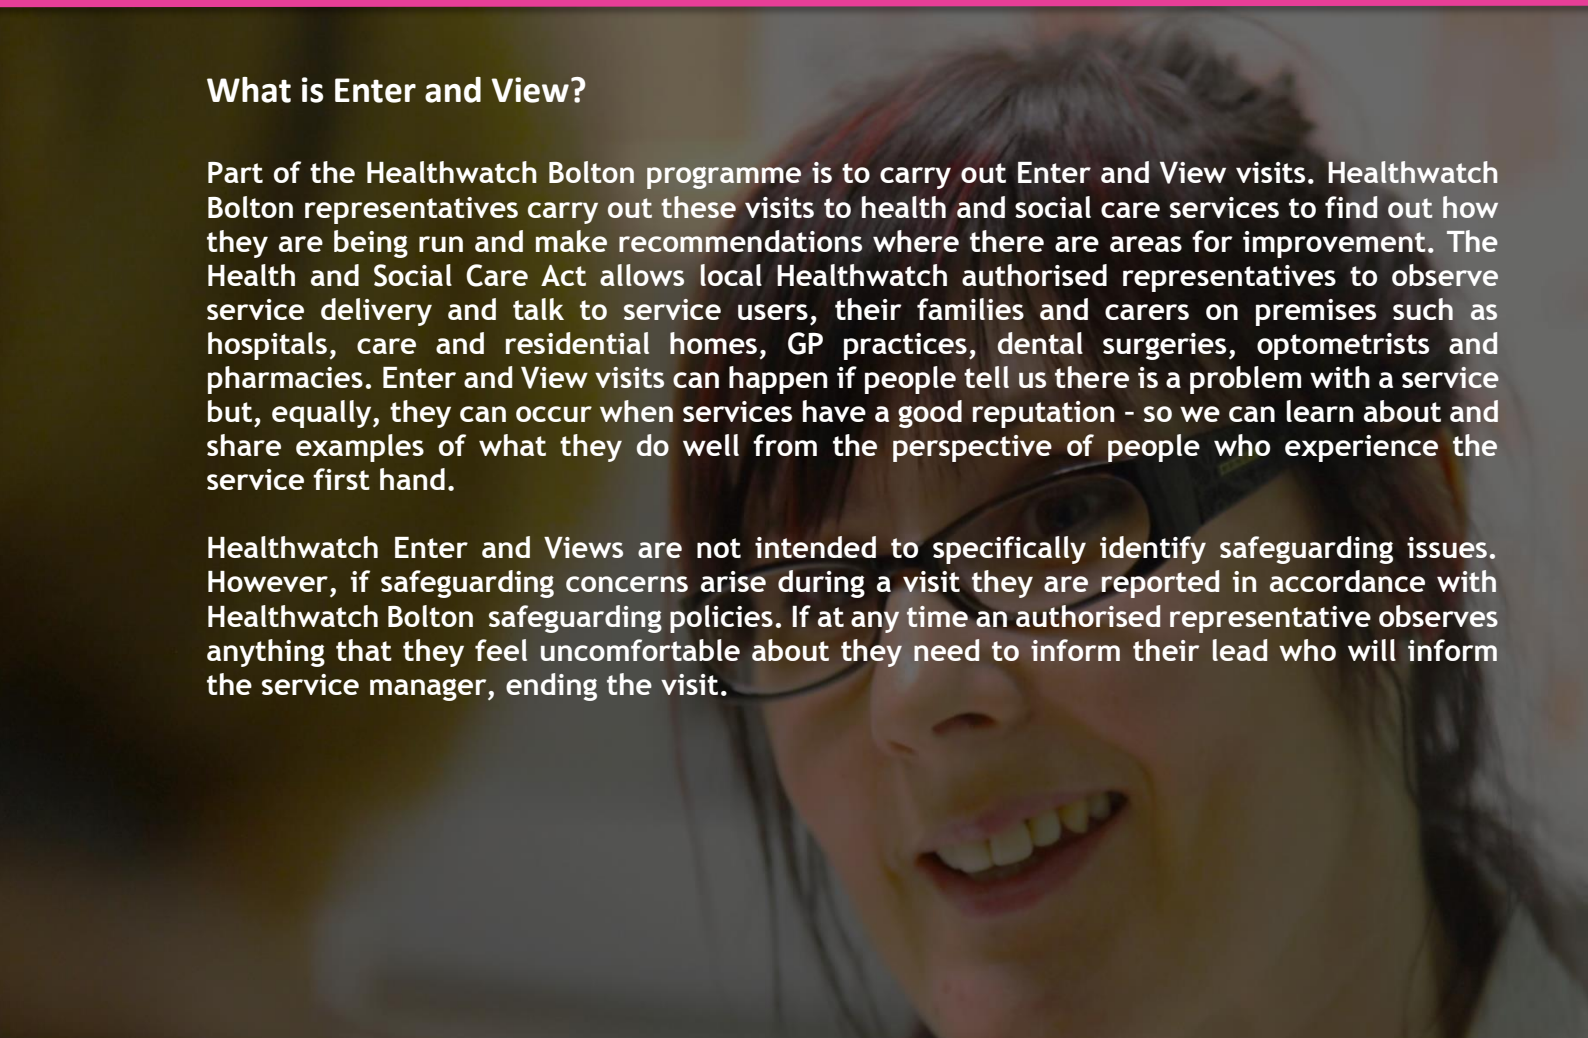 What is Enter and View?
Part of the Healthwatch Bolton programme is to carry out Enter and View visits. Healthwatch
Bolton representatives carry out these visits to health and social care services to find out how
they are being run and make recommendations where there are areas for improvement. The
Health and Social Care Act allows local Healthwatch authorised representatives to observe
service delivery and talk to service users, their families and carers on premises such as
hospitals, care and residential homes, GP practices, dental surgeries, optometrists and
pharmacies. Enter and View visits can happen if people tell us there is a problem with a service
but, equally, they can occur when services have a good reputation – so we can learn about and
share examples of what they do well from the perspective of people who experience the
service first hand.
Healthwatch Enter and Views are not intended to specifically identify safeguarding issues.
However, if safeguarding concerns arise during a visit they are reported in accordance with
Healthwatch Bolton  safeguarding policies. If at any time an authorised representative observes
anything that they feel uncomfortable about they need to inform their lead who will inform
the service manager, ending the visit.